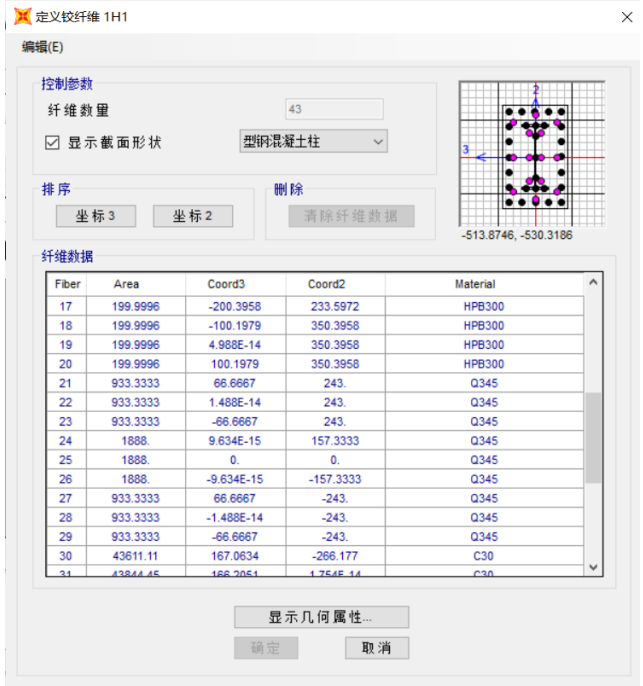 定义铰纤维 1H1
编辑(E)
控制参数
纤维数量 43
显示截面形状 型钢混凝土柱
排序
坐标3 坐标2
删除
清除纤维数据
2
3
-513.8746, -530.3186
纤维数据
Fiber Area Coord3 Coord2 Material
17 199.9996 -200.3958 233.5972 HPB300
18 199.9996 -100.1979 350.3958 HPB300
19 199.9996 4.988E-14 350.3958 HPB300
20 199.9996 100.1979 350.3958 HPB300
21 933.3333 66.6667 243. Q345
22 933.3333 1.488E-14 243. Q345
23 933.3333 -66.6667 243. Q345
24 1888. 9.634E-15 157.3333 Q345
25 1888. 0. 0. Q345
26 1888. -9.634E-15 -157.3333 Q345
27 933.3333 66.6667 -243. Q345
28 933.3333 -1.488E-14 -243. Q345
29 933.3333 -66.6667 -243. Q345
30 43611.11 167.0634 -266.177 C30
31 43844.45 166.2051 1.754E-14 C30
显示几何属性...
确定 取消